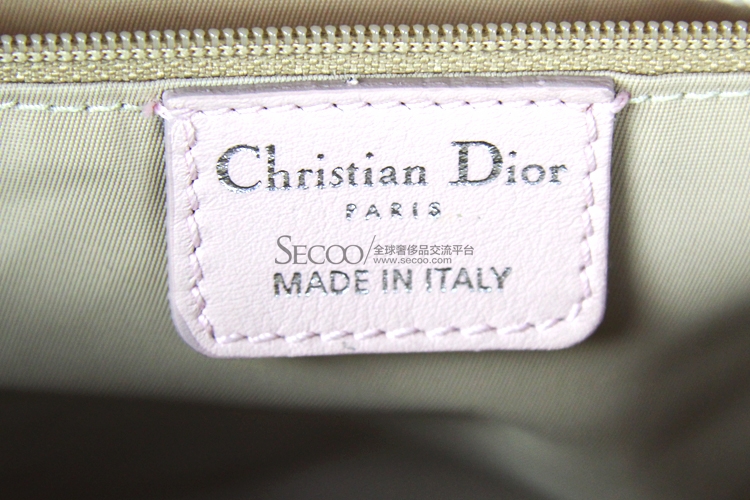 Christian Dior
PARIS
SECOO/全球奢侈品交流平台
www.secoo.com
MADE IN ITALY